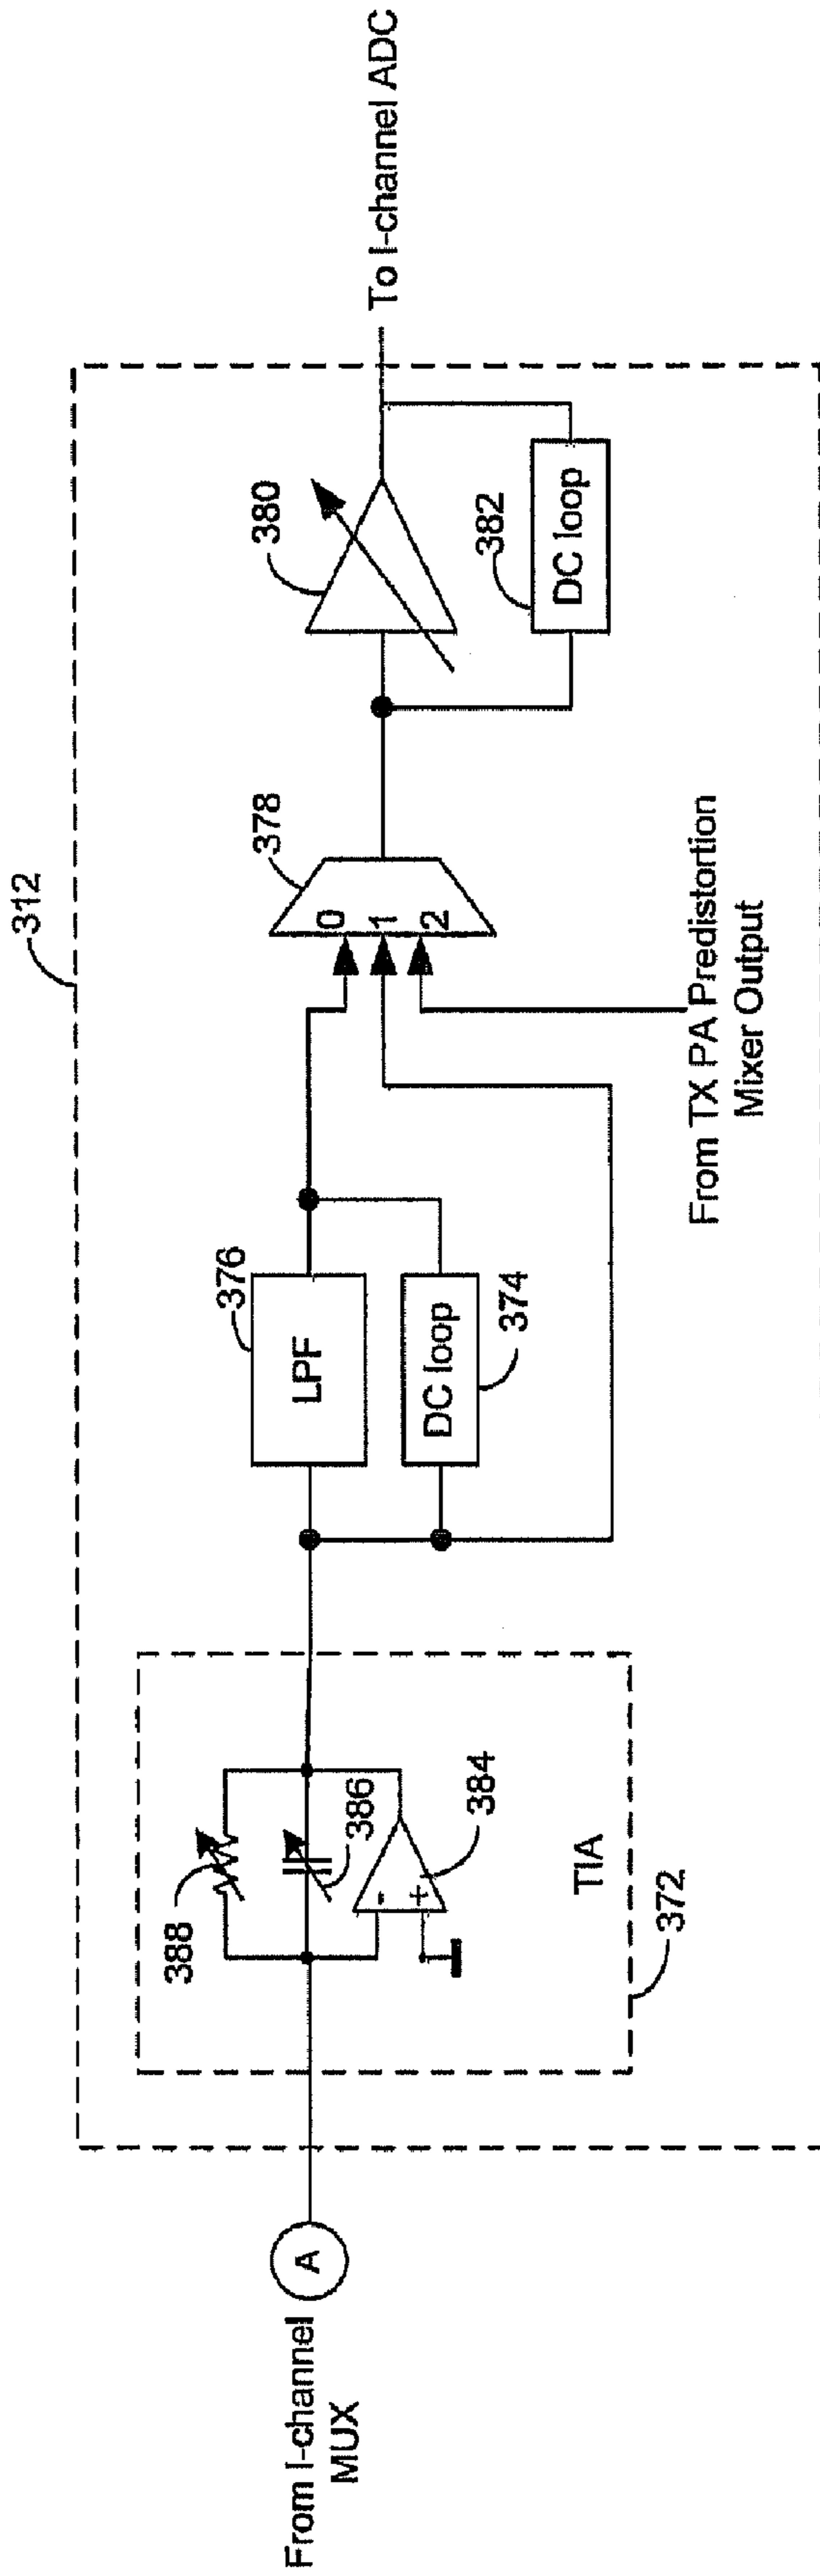 312
From I-channel
MUX
A
388
386
384
TIA
372
LPF
376
DC loop
374
378
0
1
2
From TX PA Predistortion
Mixer Output
380
DC loop
382
To I-channel ADC
-
+